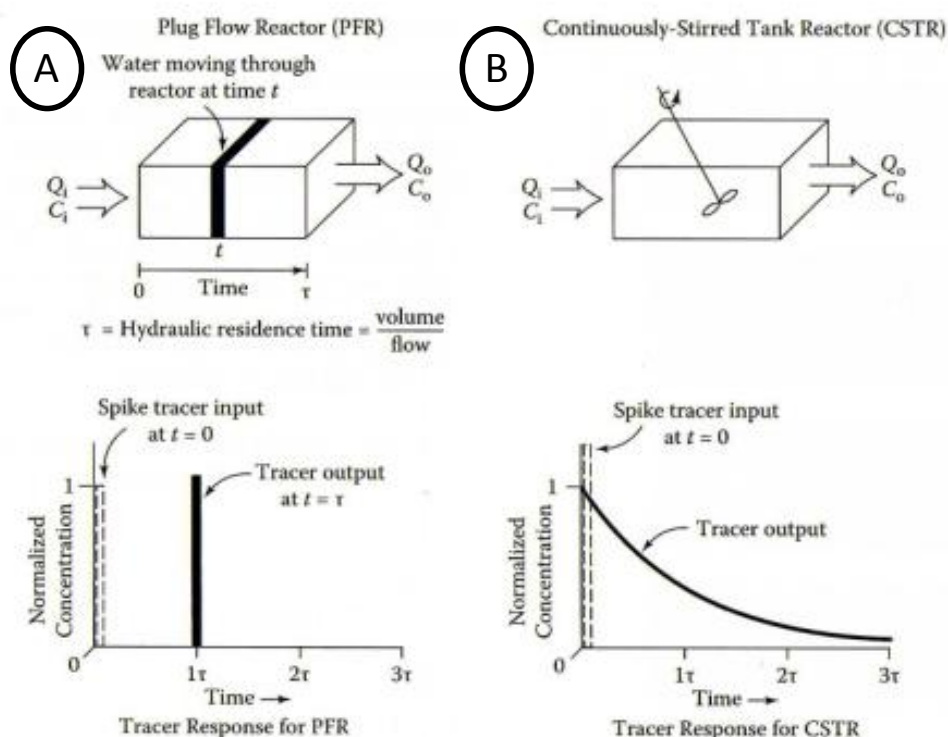 A
Plug Flow Reactor (PFR)
Water moving through
reactor at time t
Qi
Ci
Qo
Co
t
0
Time
τ
τ = Hydraulic residence time = volume
flow
Spike tracer input
at t = 0
Tracer output
at t = τ
1
Normalized
Concentration
0
1τ
2τ
3τ
Time
Tracer Response for PFR
B
Continuously-Stirred Tank Reactor (CSTR)
Qi
Ci
Qo
Co
Spike tracer input
at t = 0
Tracer output
1
Normalized
Concentration
0
1τ
2τ
3τ
Time
Tracer Response for CSTR